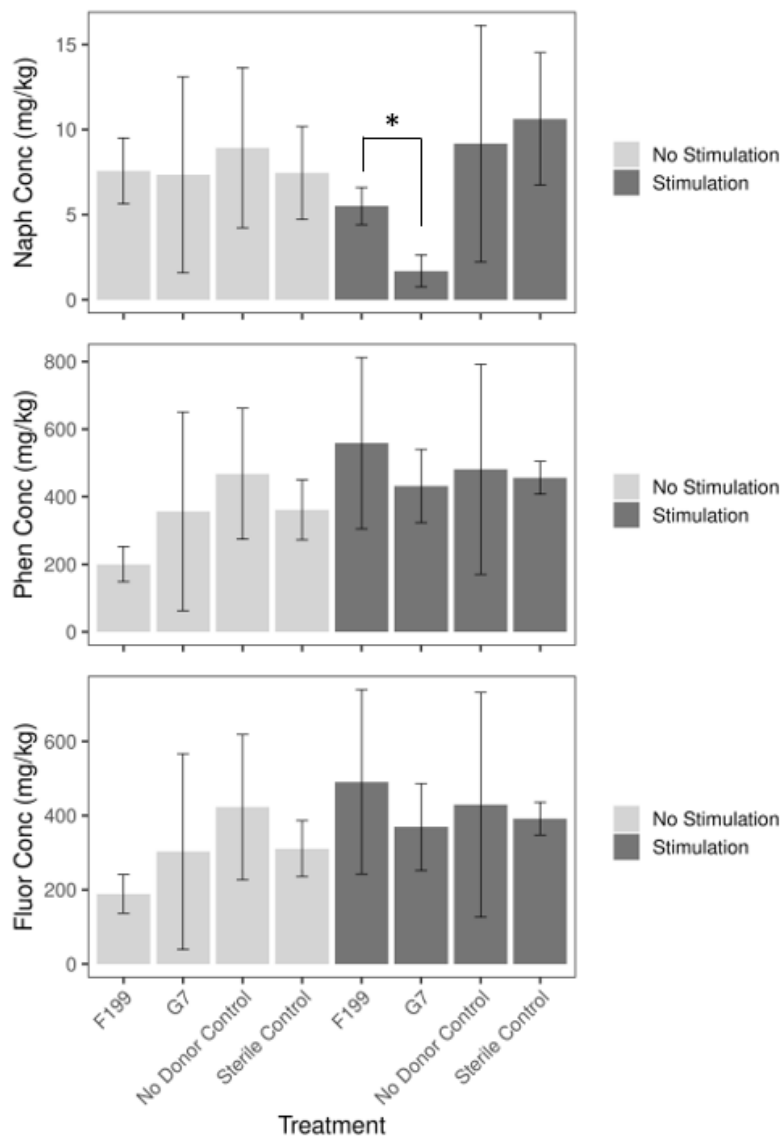 Naph Conc (mg/kg)
15
10
5
0
*
No Stimulation
Stimulation
Phen Conc (mg/kg)
800
600
400
200
0
No Stimulation
Stimulation
Fluor Conc (mg/kg)
600
400
200
0
No Stimulation
Stimulation
F199
G7
No Donor Control
Sterile Control
F199
G7
No Donor Control
Sterile Control
Treatment